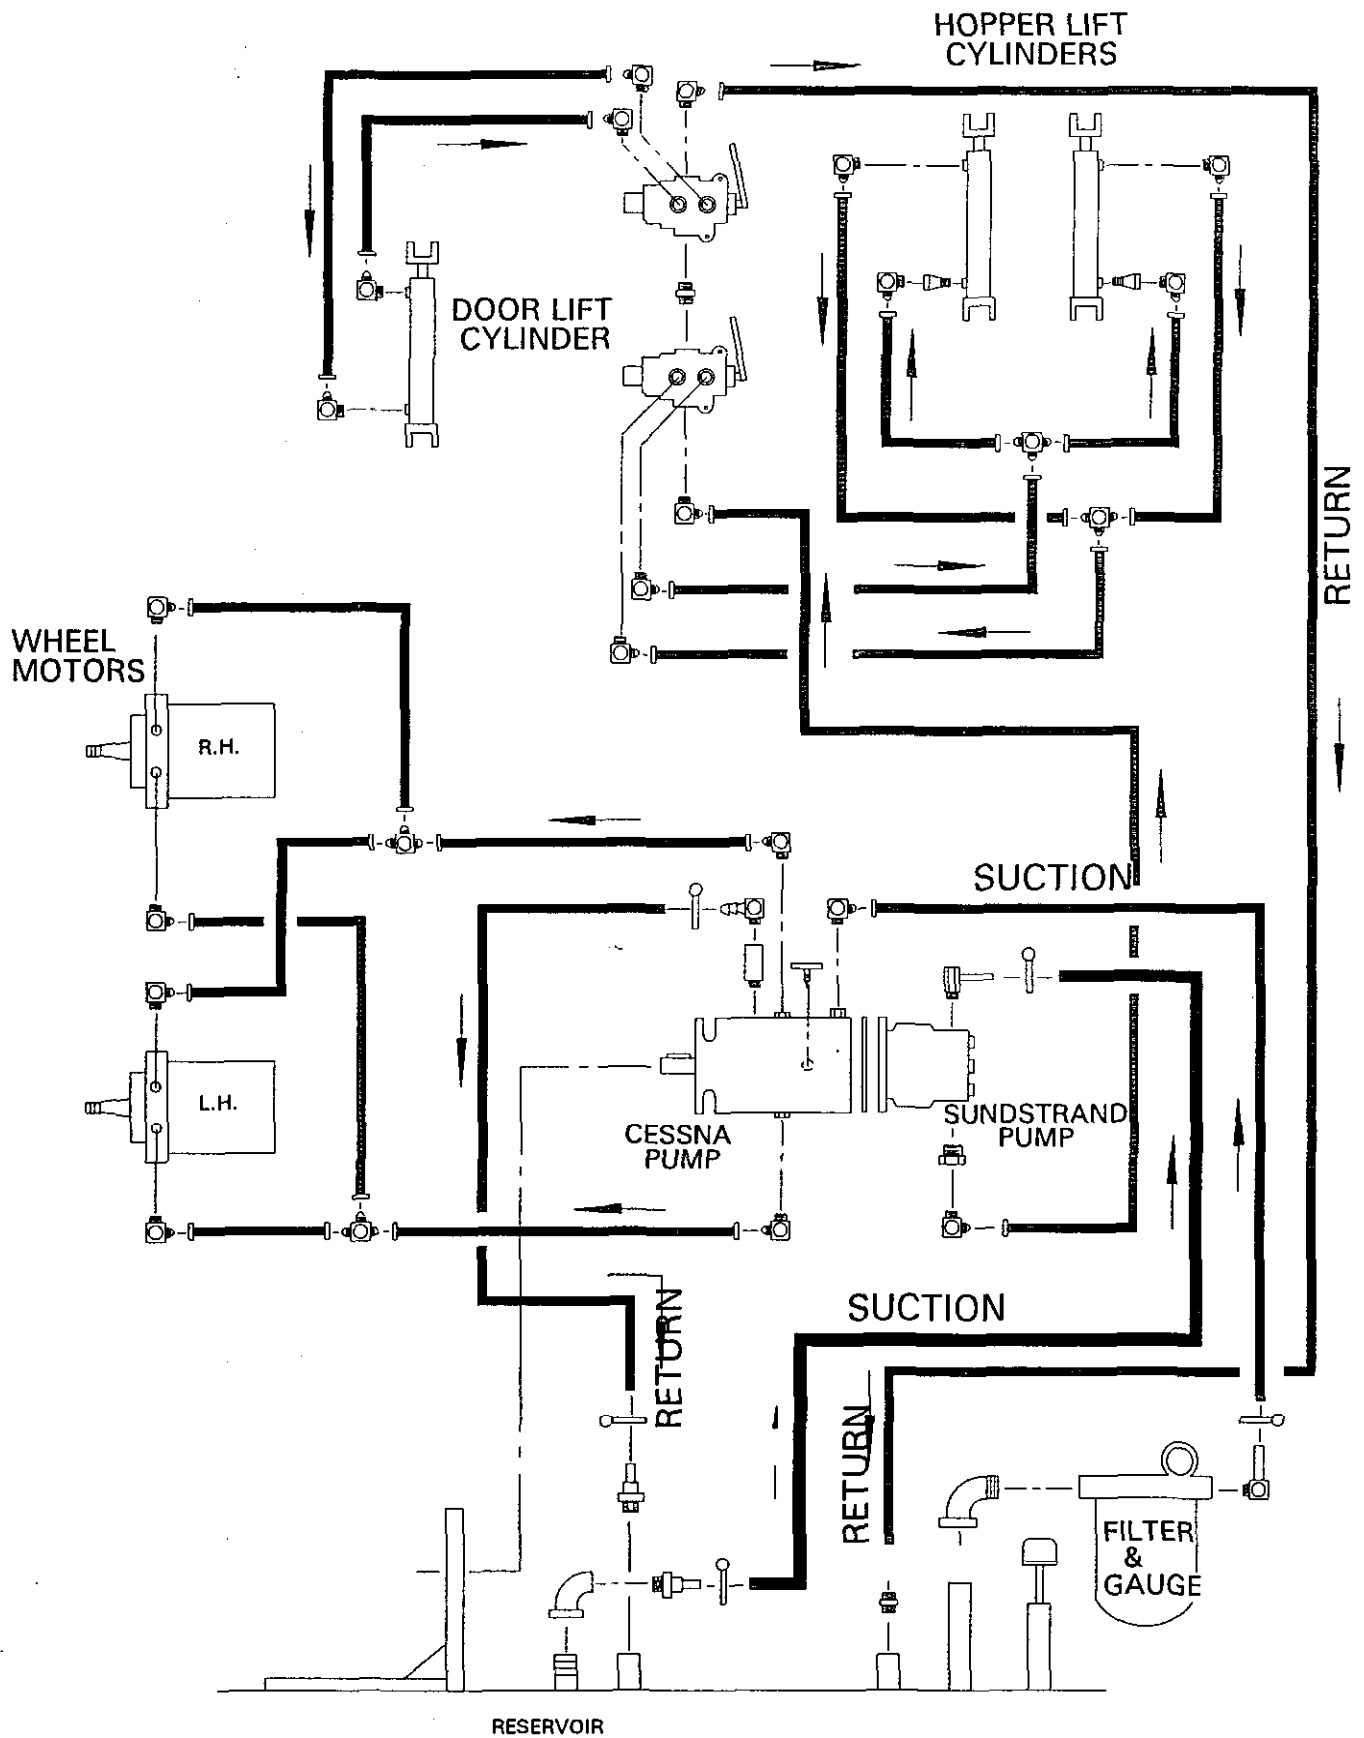 HOPPER LIFT
CYLINDERS
DOOR LIFT
CYLINDER
RETURN
WHEEL
MOTORS
R.H.
SUCTION
L.H.
CESSNA
PUMP
SUNDSTRAND
PUMP
SUCTION
RETURN
RETURN
FILTER
&
GAUGE
RESERVOIR